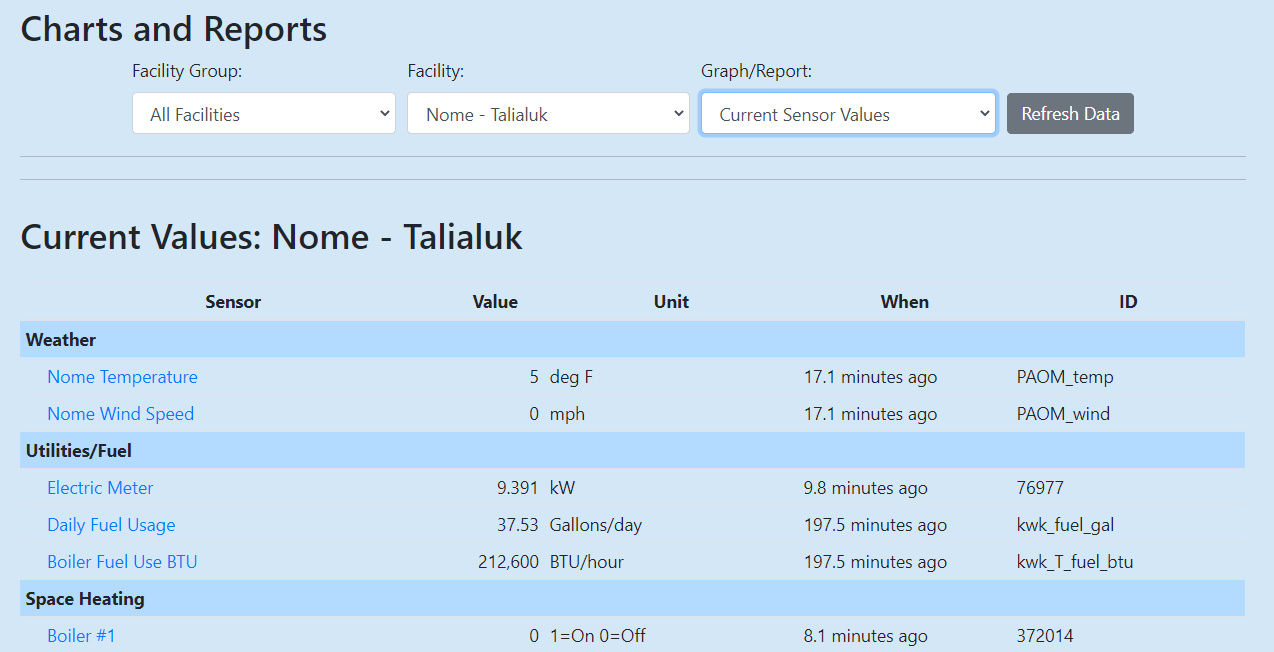 Charts and Reports
Facility Group: Facility: Graph/Report:
All Facilities Nome - Talialuk Current Sensor Values Refresh Data
Current Values: Nome - Talialuk
Sensor Value Unit When ID
Weather
Nome Temperature 5 deg F 17.1 minutes ago PAOM_temp
Nome Wind Speed 0 mph 17.1 minutes ago PAOM_wind
Utilities/Fuel
Electric Meter 9.391 kW 9.8 minutes ago 76977
Daily Fuel Usage 37.53 Gallons/day 197.5 minutes ago kwk_fuel_gal
Boiler Fuel Use BTU 212,600 BTU/hour 197.5 minutes ago kwk_T_fuel_btu
Space Heating
Boiler #1 0 1=On 0=Off 8.1 minutes ago 372014